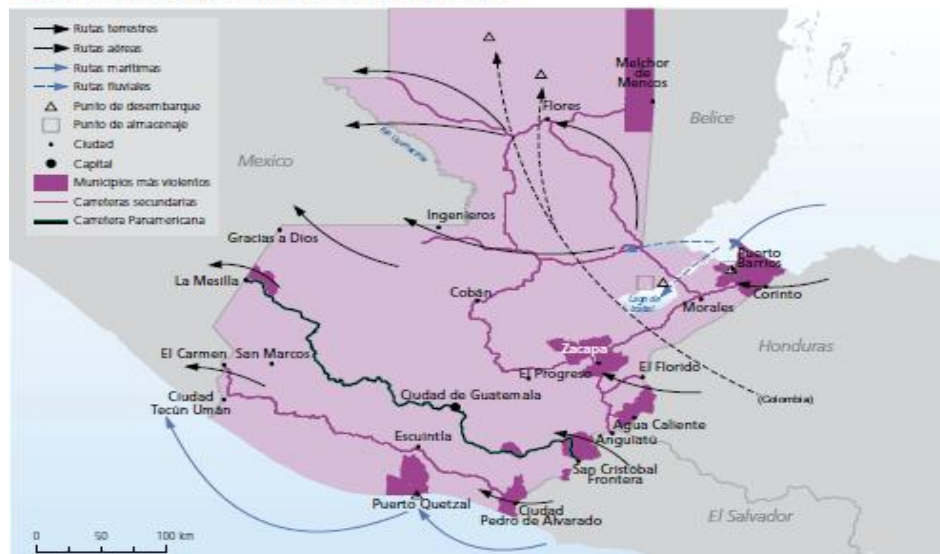 Rutas terrestres
Rutas aéreas
Rutas marítimas
Rutas fluviales
Punto de desembarque
Punto de almacenaje
Ciudad
Capital
Municipios más violentos
Carreteras secundarias
Carretera Panamericana
Melchor
de
Mencos
Flores
Belice
Mexico
Ingenieros
Gracias a Dios
La Mesilla
Puerto
Barrios
Corinto
Cobán
Morales
Lago de
Honduras
Zacapa
El Carmen
San Marcos
El Progreso
El Florido
Ciudad
Tecún Umán
Ciudad de Guatemala
(Colombia)
Agua Caliente
Anguiatú
Escuintla
San Cristóbal
Frontera
Puerto Quetzal
Ciudad
Pedro de Alvarado
El Salvador
0 50 100 km